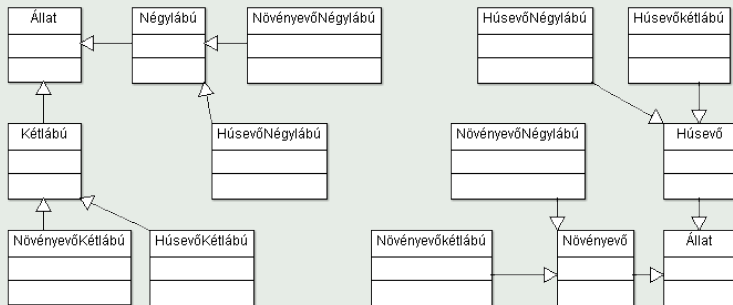 Állat
Négylábú
NövényevőNégylábú
HúsevőNégylábú
Húsevőkétlábú
Kétlábú
HúsevőNégylábú
NövényevőNégylábú
Húsevő
NövényevőKétlábú
HúsevőKétlábú
Növényevőkétlábú
Növényevő
Állat